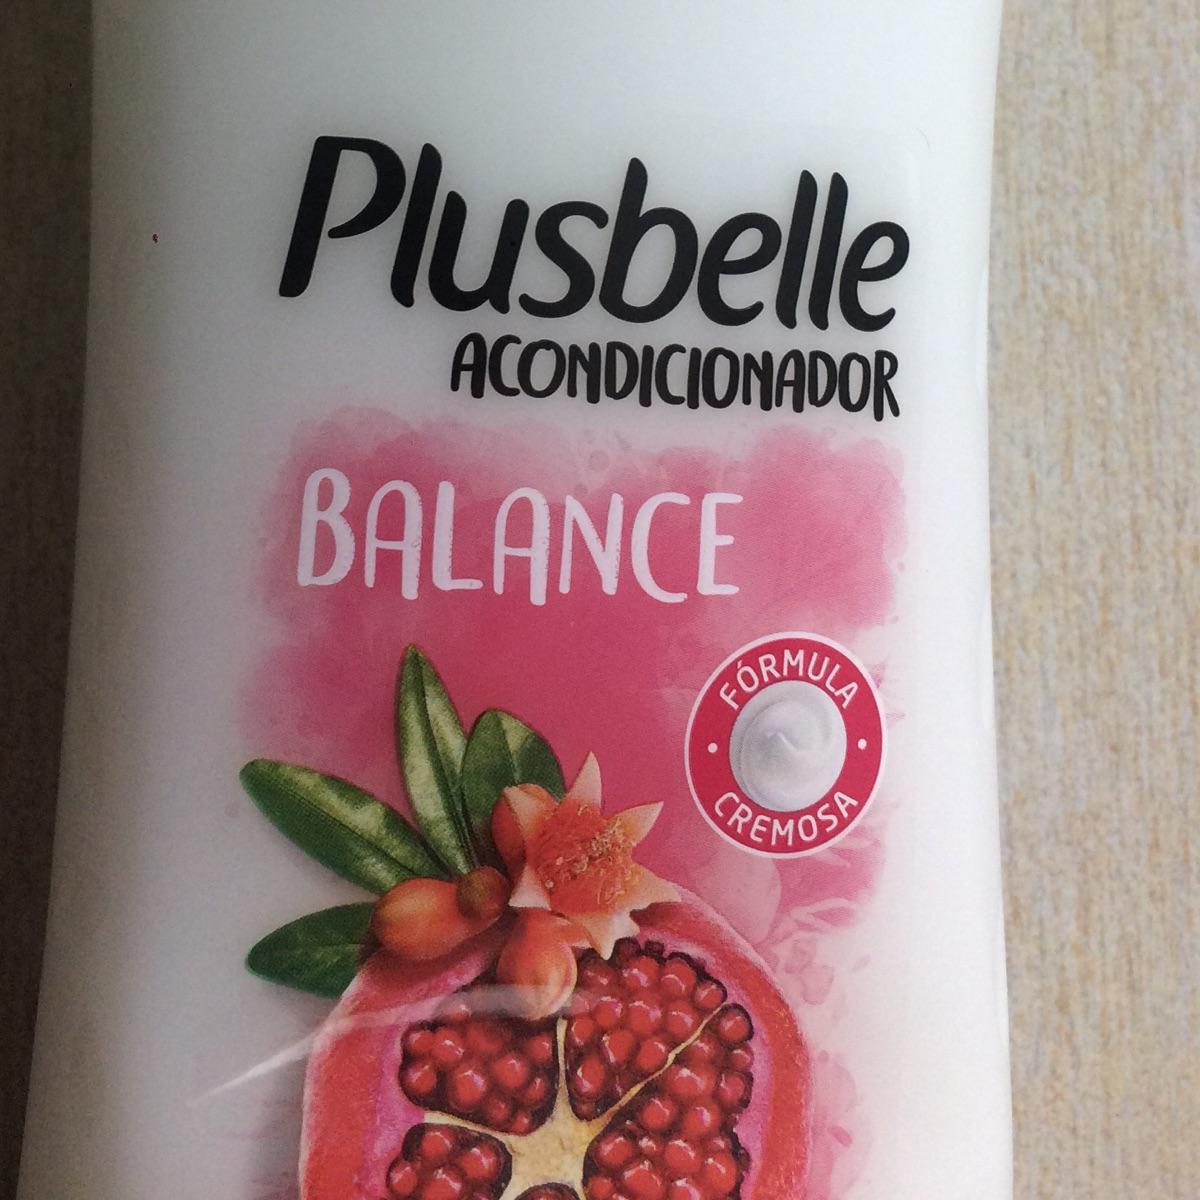 Plusbelle
ACONDICIONADOR
BALANCE
FÓRMULA
CREMOSA